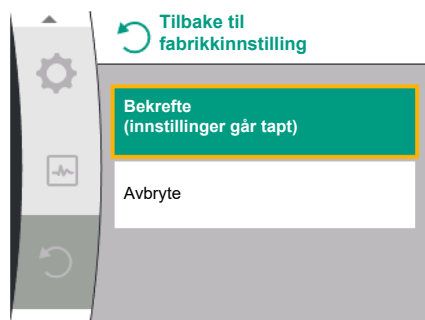 Tilbake til
fabrikkinnstilling
Bekrefte
(innstillinger går tapt)
Avbryte